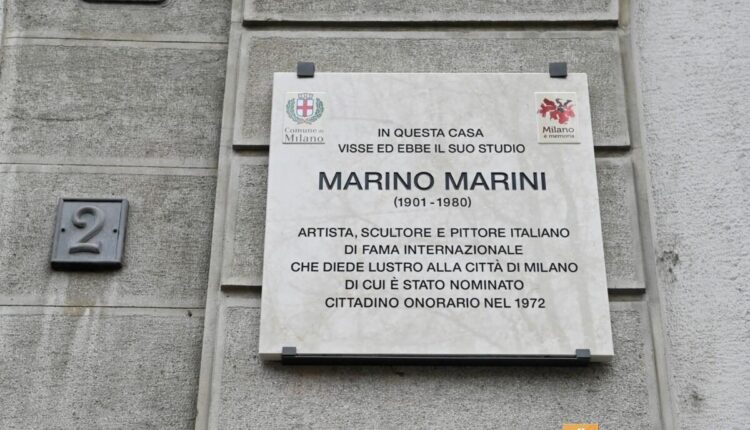 Comune di
Milano
Milano
è memoria
IN QUESTA CASA
VISSE ED EBBE IL SUO STUDIO
MARINO MARINI
(1901 - 1980)
ARTISTA, SCULTORE E PITTORE ITALIANO
DI FAMA INTERNAZIONALE
CHE DIEDE LUSTRO ALLA CITTÀ DI MILANO
DI CUI È STATO NOMINATO
CITTADINO ONORARIO NEL 1972
2